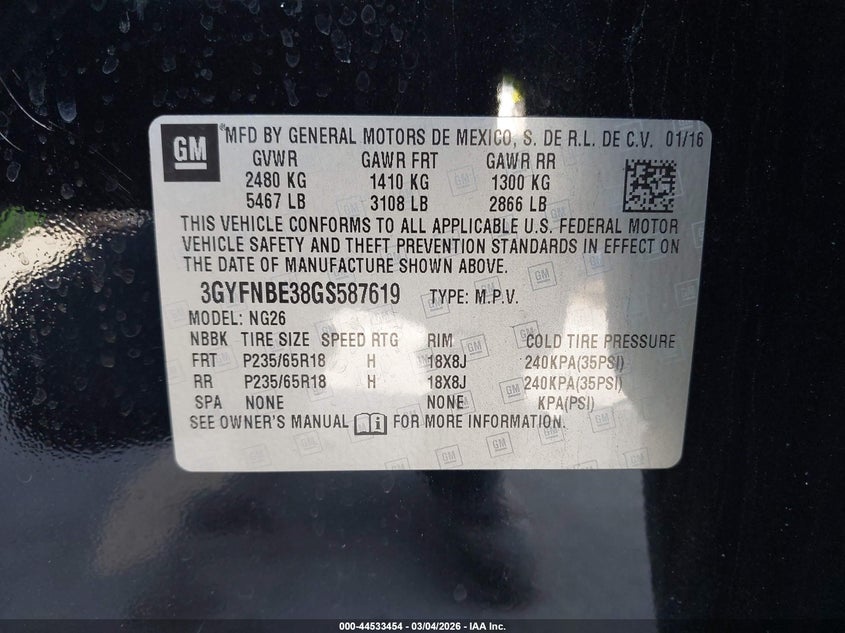 GM ®MFD BY GENERAL MOTORS DE MEXICO, S. DE R.L. DE C.V. 01/16
GVWR GAWR FRT GAWR RR
2480 KG 1410 KG 1300 KG
5467 LB 3108 LB 2866 LB
THIS VEHICLE CONFORMS TO ALL APPLICABLE U.S. FEDERAL MOTOR
VEHICLE SAFETY AND THEFT PREVENTION STANDARDS IN EFFECT ON
THE DATE OF MANUFACTURE SHOWN ABOVE.
3GYFNBE38GS587619 TYPE: M.P.V.
MODEL: NG26
NBBK TIRE SIZE SPEED RTG RIM COLD TIRE PRESSURE
FRT P235/65R18 H 18X8J 240KPA(35PSI)
RR P235/65R18 H 18X8J 240KPA(35PSI)
SPA NONE NONE KPA(PSI)
SEE OWNER'S MANUAL FOR MORE INFORMATION.
000-44533454 - 03/04/2026 - IAA Inc.